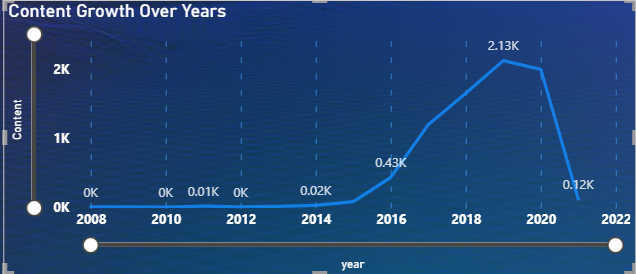 Content Growth Over Years
Content
2K
1K
0K
0K
0K
0.01K
0K
0.02K
0.43K
2.13K
0.12K
2008
2010
2012
2014
2016
2018
2020
2022
year